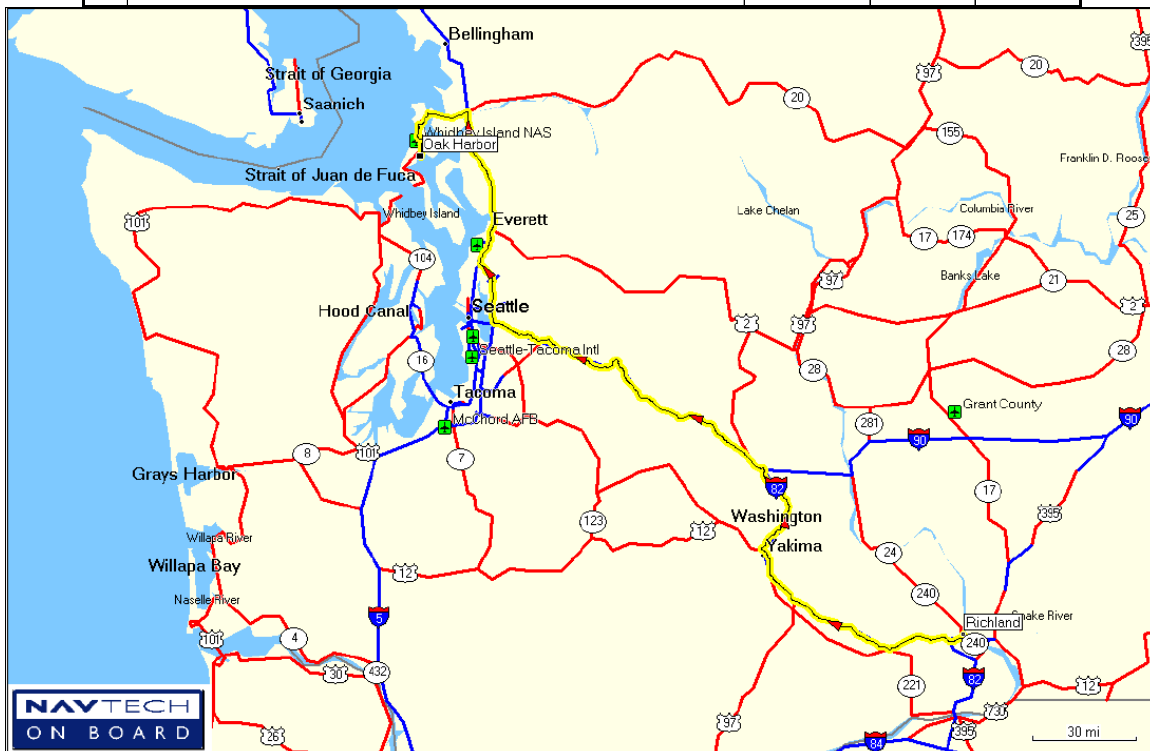 Bellingham
395
97
20
Strait of Georgia
20
Saanich
155
Whidbey Island NAS
Oak Harbor
Franklin D. Roose
Strait of Juan de Fuca
Lake Chelan
Columbia River
101
Whidbey Island
Everett
25
17
174
104
97
Banks Lake
21
Hood Canal
Seattle
2
97
2
Seattle-Tacoma Intl
28
16
28
Tacoma
Grant County
McChord AFB
281
90
90
8
101
7
Grays Harbor
82
17
395
Washington
123
12
Willapa River
Yakima
24
Willapa Bay
12
240
Naselle River
5
Richland
Snake River
101
4
240
432
30
82
221
12
NAVTECH
ON BOARD
730
97
26
395
84
30 mi